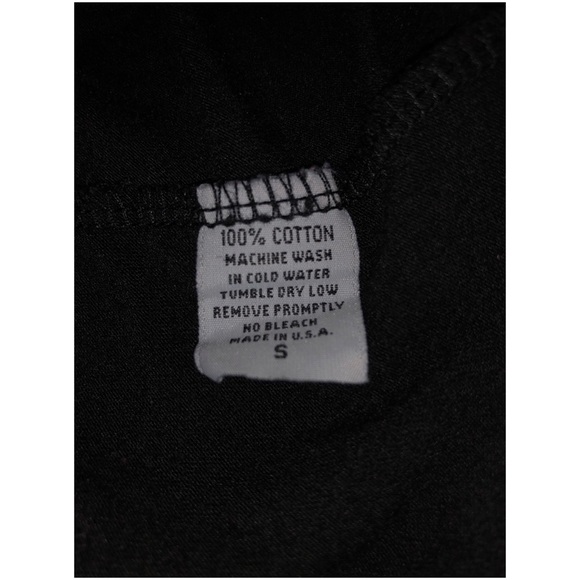 100% COTTON
MACHINE WASH
IN COLD WATER
TUMBLE DRY LOW
REMOVE PROMPTLY
NO BLEACH
MADE IN U.S.A.
S